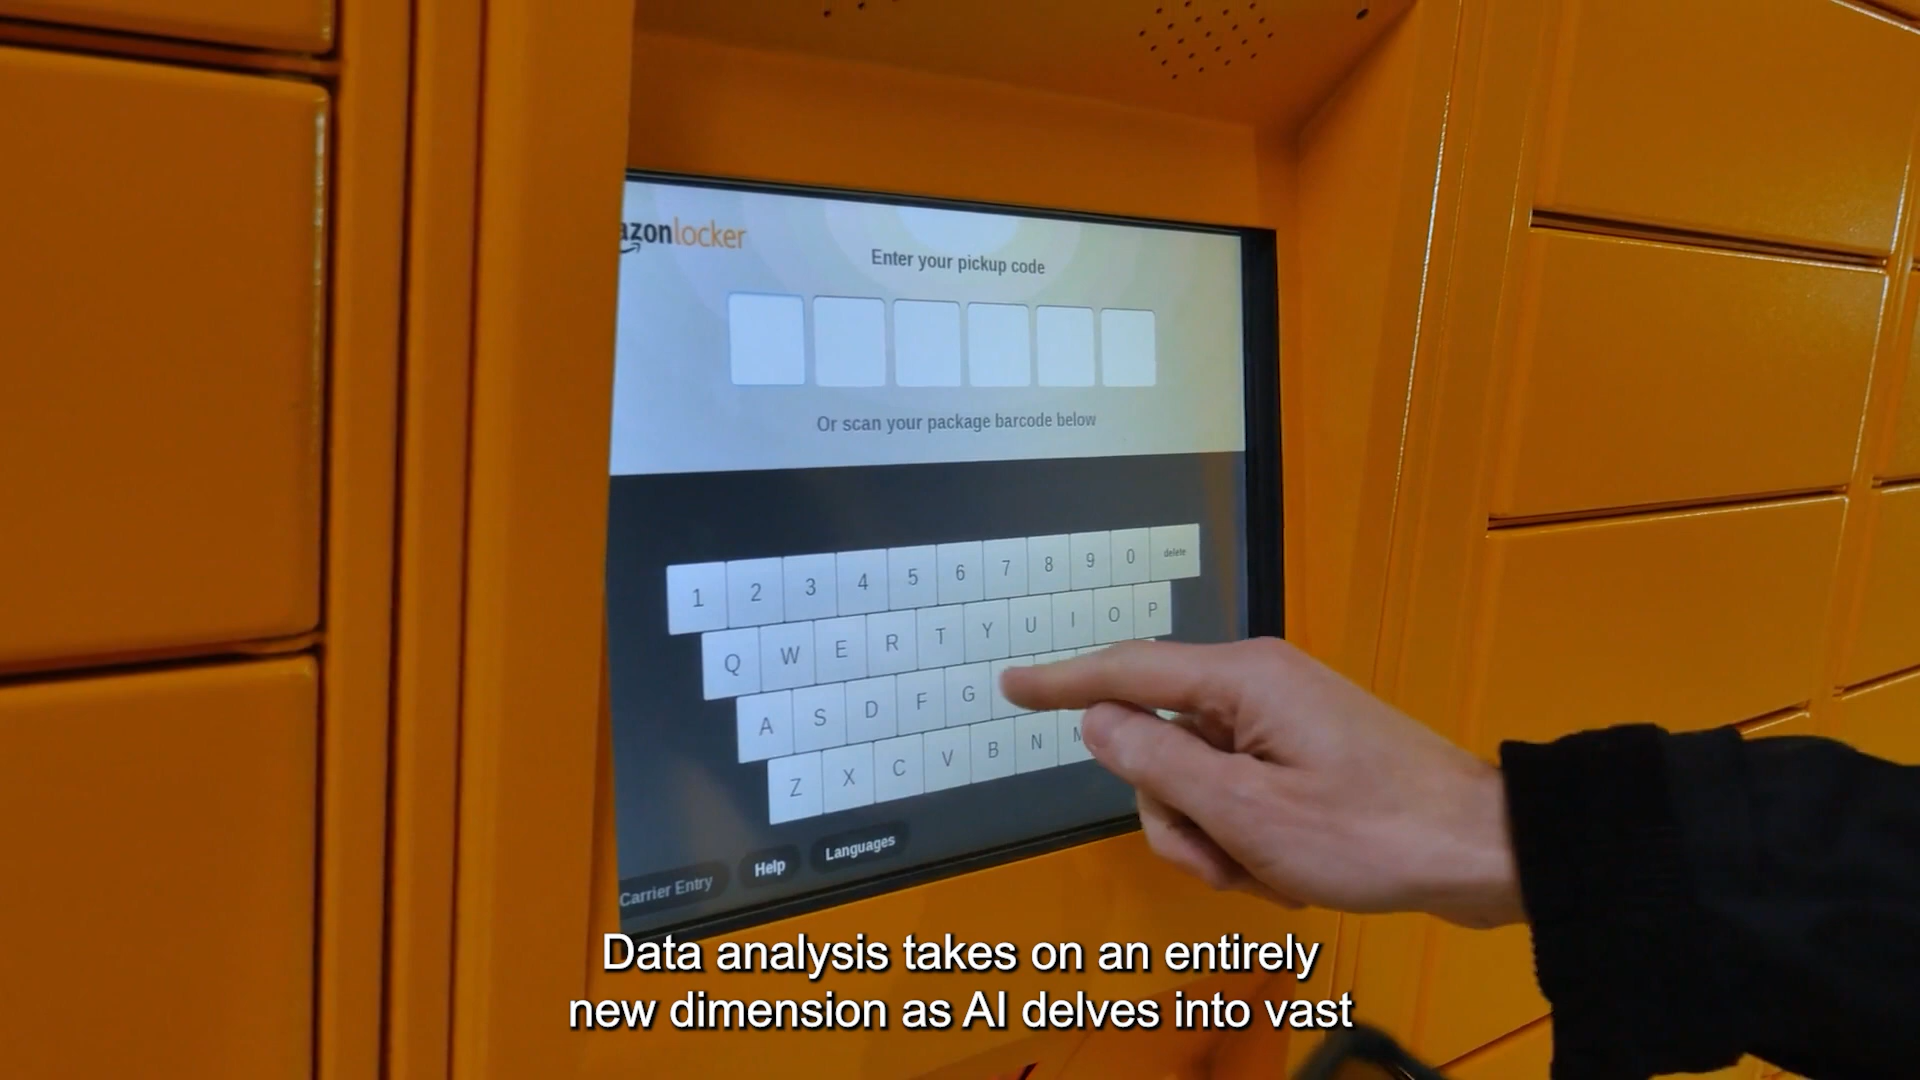 azonlocker
Enter your pickup code
Or scan your package barcode below
1 2 3 4 5 6 7 8 9 0 delete
Q W E R T Y U I O P
A S D F G
Z X C V B N M
Carrier Entry Help Languages
Data analysis takes on an entirely
new dimension as AI delves into vast